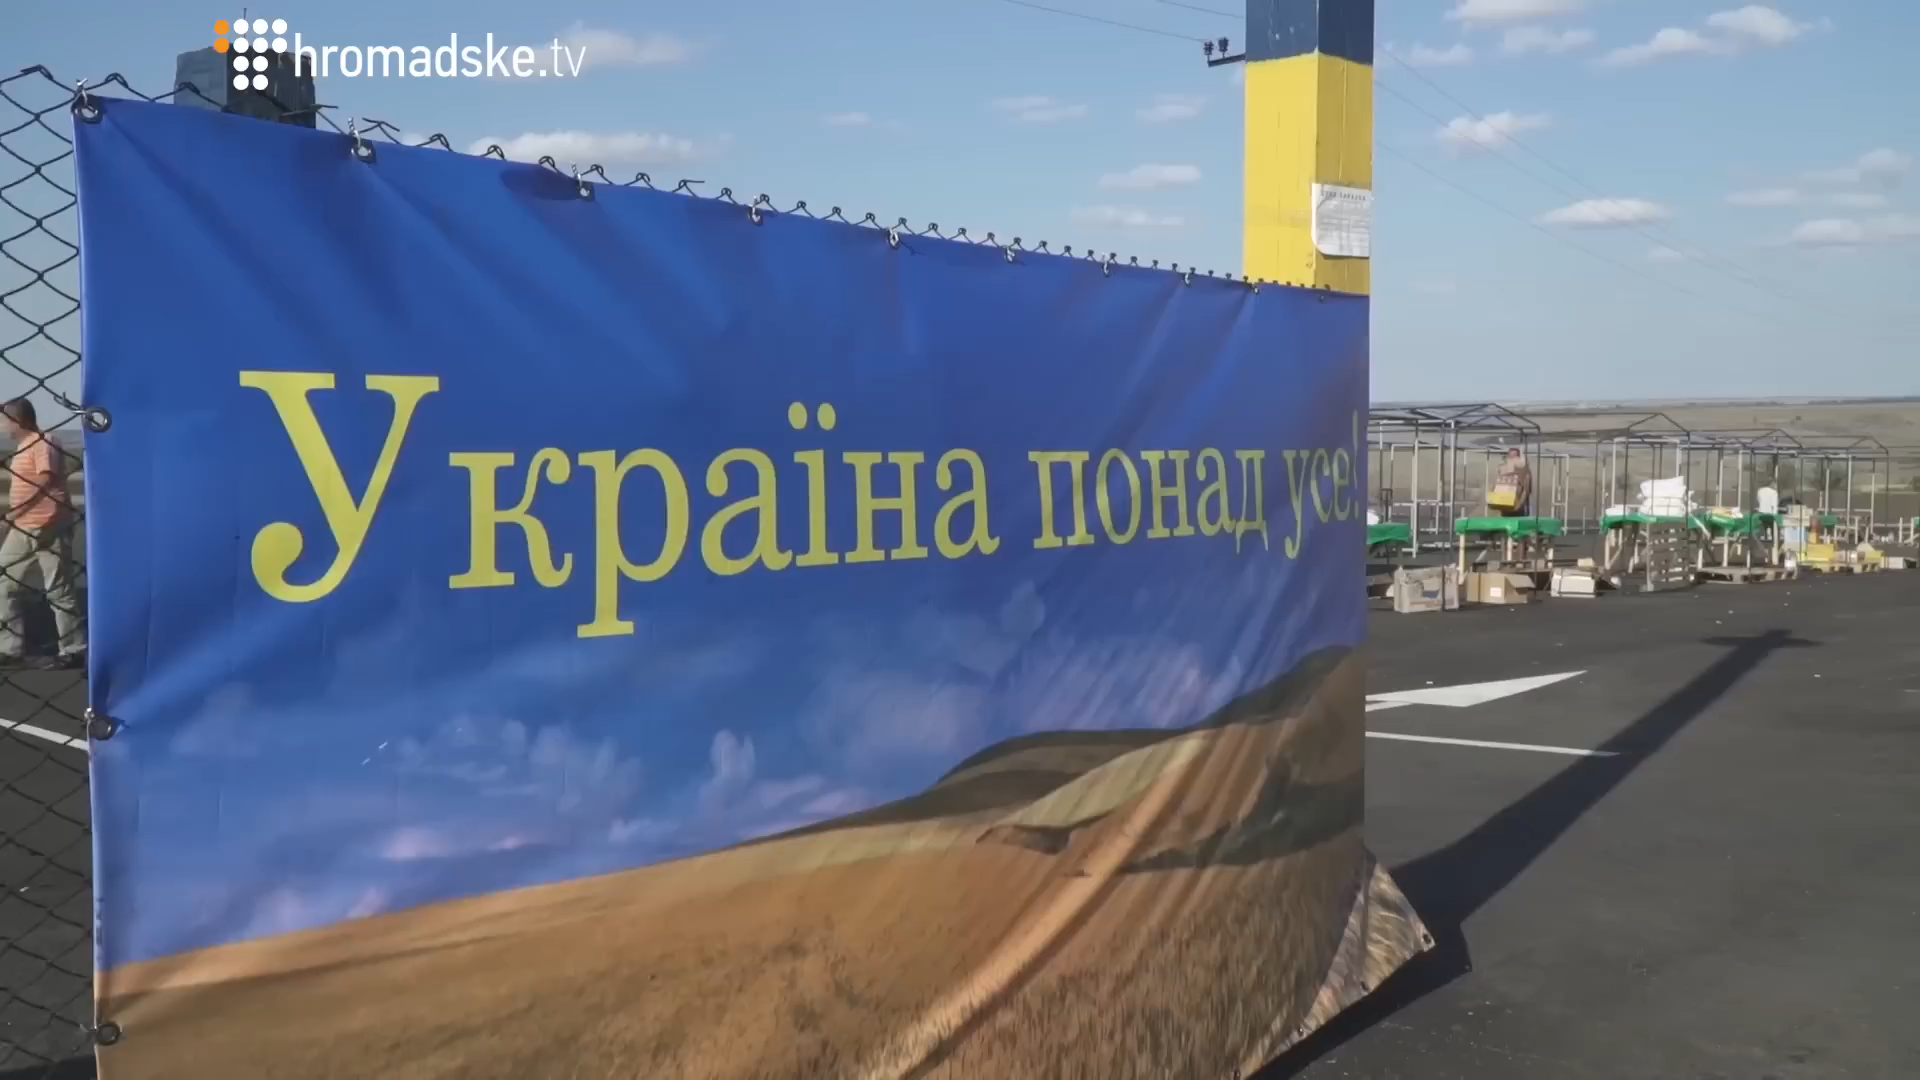 hromadske.tv
Україна понад усе!